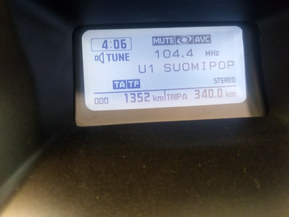 4:06 MUTE AVC
TUNE 104.4 MHz
U1 SUOMIPOP
STEREO
TA TP
ODO 1352 km TRIPA 340.0 km